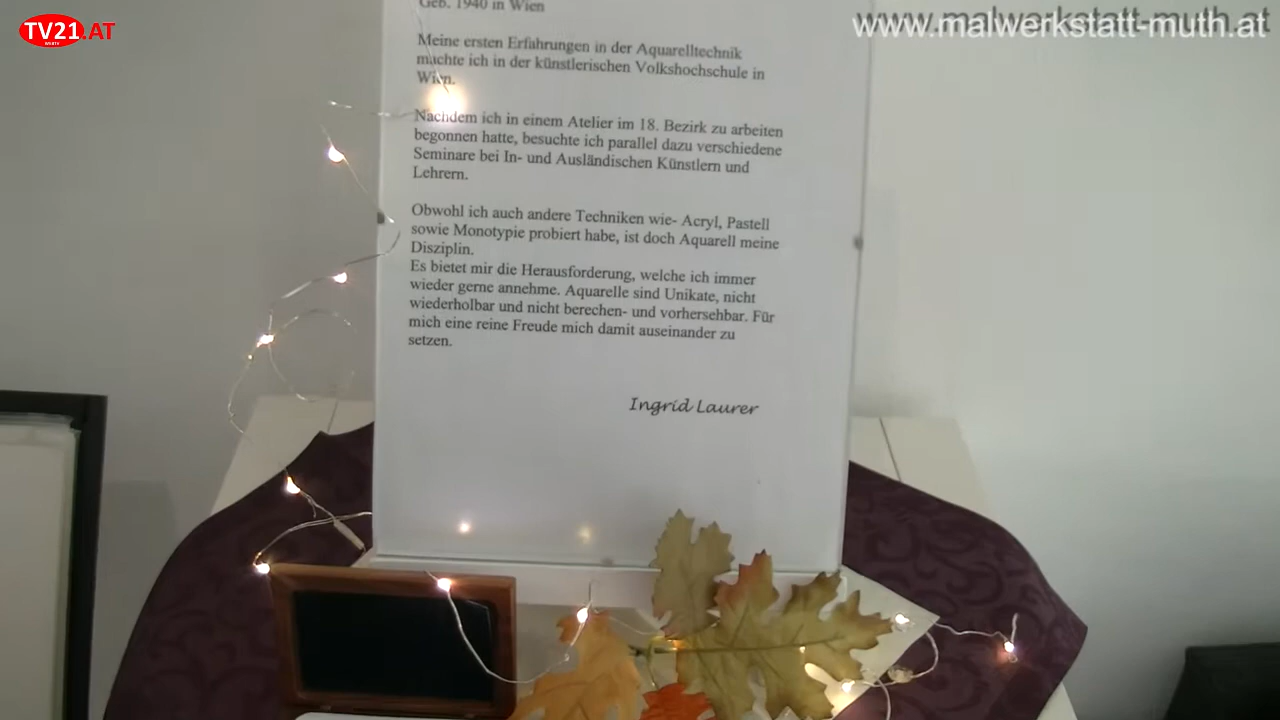 TV21.AT
WEBTV
www.malwerkstatt-muth.at
Geb. 1940 in Wien
Meine ersten Erfahrungen in der Aquarelltechnik
machte ich in der künstlerischen Volkshochschule in
Wien.
Nachdem ich in einem Atelier im 18. Bezirk zu arbeiten
begonnen hatte, besuchte ich parallel dazu verschiedene
Seminare bei In- und Ausländischen Künstlern und
Lehrern.
Obwohl ich auch andere Techniken wie- Acryl, Pastell
sowie Monotypie probiert habe, ist doch Aquarell meine
Disziplin.
Es bietet mir die Herausforderung, welche ich immer
wieder gerne annehme. Aquarelle sind Unikate, nicht
wiederholbar und nicht berechen- und vorhersehbar. Für
mich eine reine Freude mich damit auseinander zu
setzen.
Ingrid Laurer